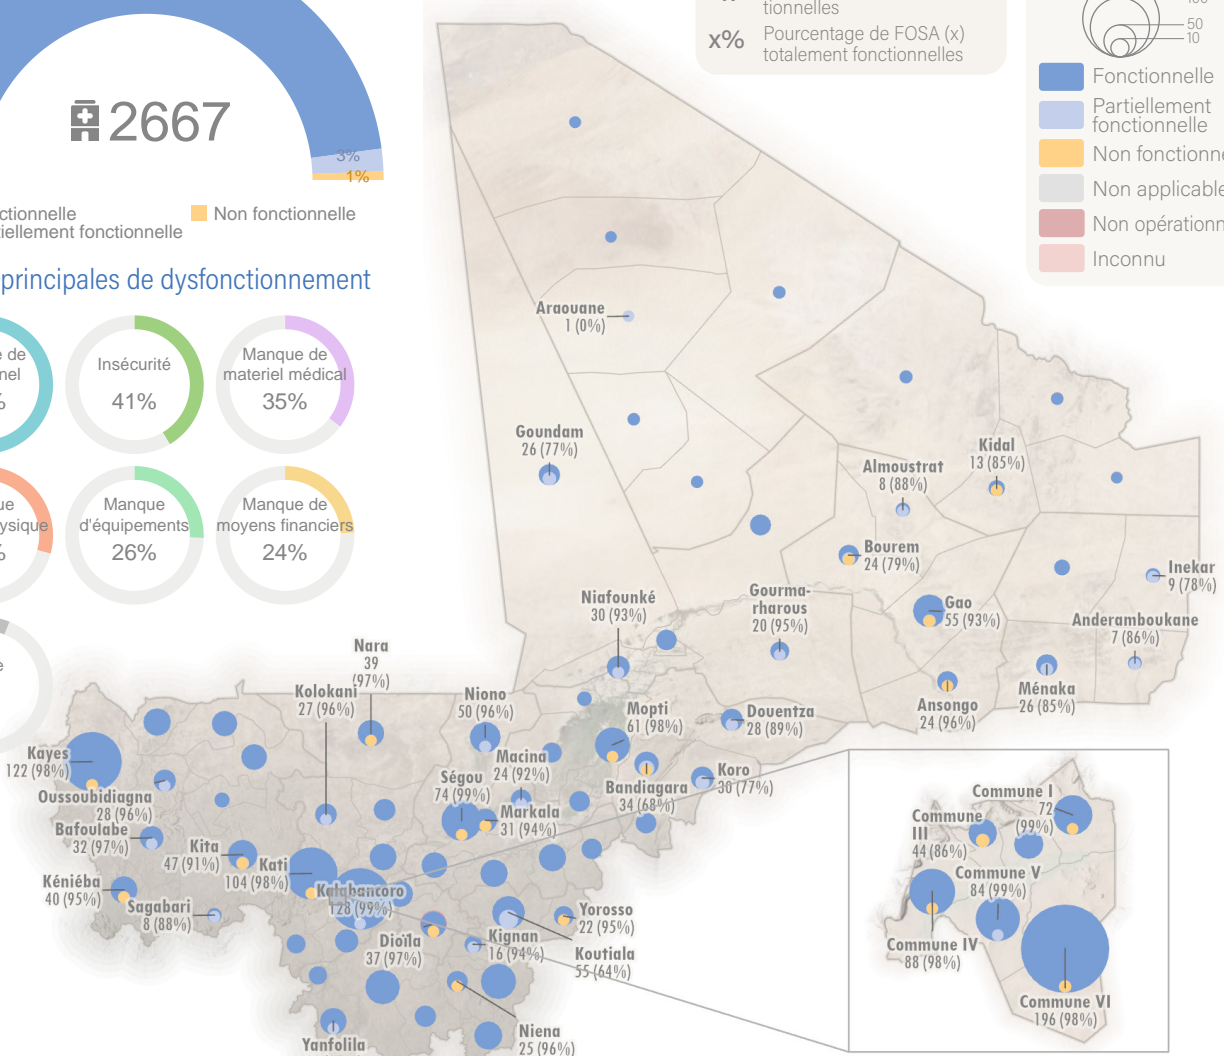 tionnelles
x% Pourcentage de FOSA (x)
totalement fonctionnelles
100
50
10
Fonctionnelle
Partiellement
fonctionnelle
Non fonctionne
Non applicable
Non opérationn
Inconnu
2667
3%
1%
ctionnelle
Non fonctionnelle
tiellement fonctionnelle
principales de dysfonctionnement
e de
nel
%
Insécurité
41%
Manque de
materiel médical
35%
ue
ysique
%
Manque
d'équipements
26%
Manque de
moyens financiers
24%
e
Araouane
1 (0%)
Goundam
26 (77%)
Kidal
13 (85%)
Almoustrat
8 (88%)
Bourem
24 (79%)
Inekar
9 (78%)
Niafounké
30 (93%)
Gourma-
rharous
20 (95%)
Gao
55 (93%)
Anderamboukane
7 (86%)
Ménaka
26 (85%)
Ansongo
24 (96%)
Nara
39
(97%)
Kolokani
27 (96%)
Niono
50 (96%)
Mopti
61 (98%)
Douentza
28 (89%)
Kayes
122 (98%)
Macina
24 (92%)
Koro
30 (77%)
Bandiagara
34 (68%)
Ségou
74 (99%)
Markala
31 (94%)
Oussoubidiagna
28 (96%)
Bafoulabe
32 (97%)
Kita
47 (91%)
Kati
104 (98%)
Kéniéba
40 (95%)
Kalabancoro
128 (99%)
Sagabari
8 (88%)
Dioïla
37 (97%)
Kignan
16 (94%)
Yorosso
22 (95%)
Koutiala
55 (64%)
Niena
25 (96%)
Yanfolila
Commune I
72
(99%)
Commune
III
44 (86%)
Commune V
84 (99%)
Commune IV
88 (98%)
Commune VI
196 (98%)